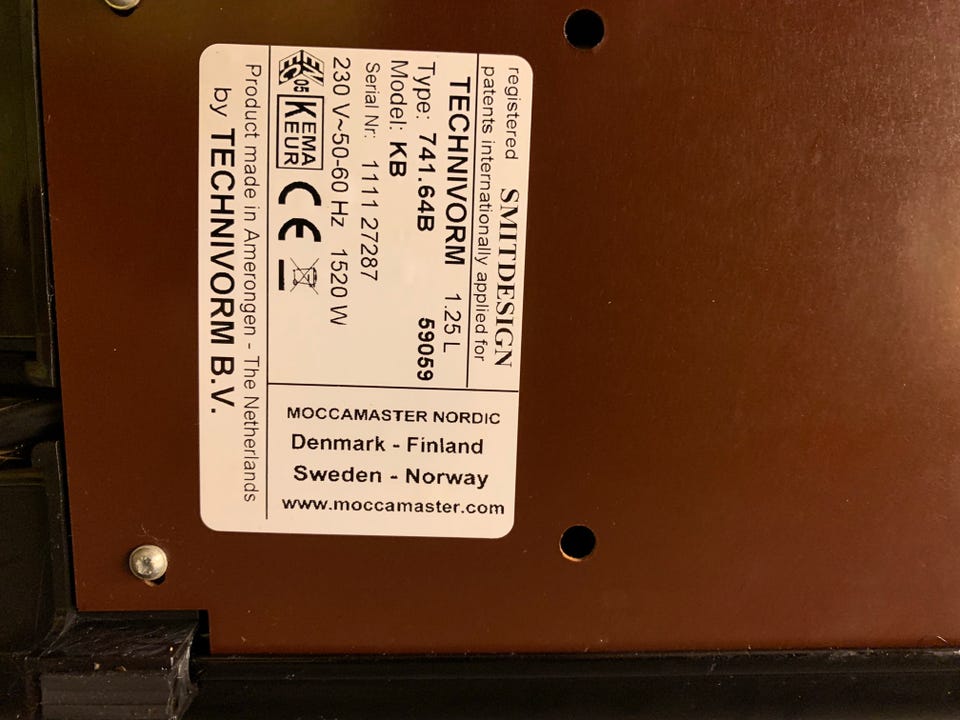 registered SMITDESIGN
patents internationally applied for
TECHNIVORM 1.25 L
Type: 741.64B 59059
Model: KB
Serial Nr: 1111 27287
230 V~50-60 Hz 1520 W
EN EC 05 KEMA KEUR CE
Product made in Amerongen - The Netherlands
by TECHNIVORM B.V.
MOCCAMASTER NORDIC
Denmark - Finland
Sweden - Norway
www.moccamaster.com